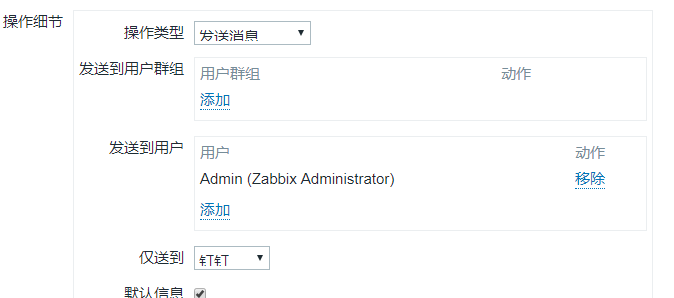 操作细节
操作类型 发送消息
发送到用户群组 用户群组 动作
添加
发送到用户 用户 动作
Admin (Zabbix Administrator) 移除
添加
仅送到 钉钉
默认信息